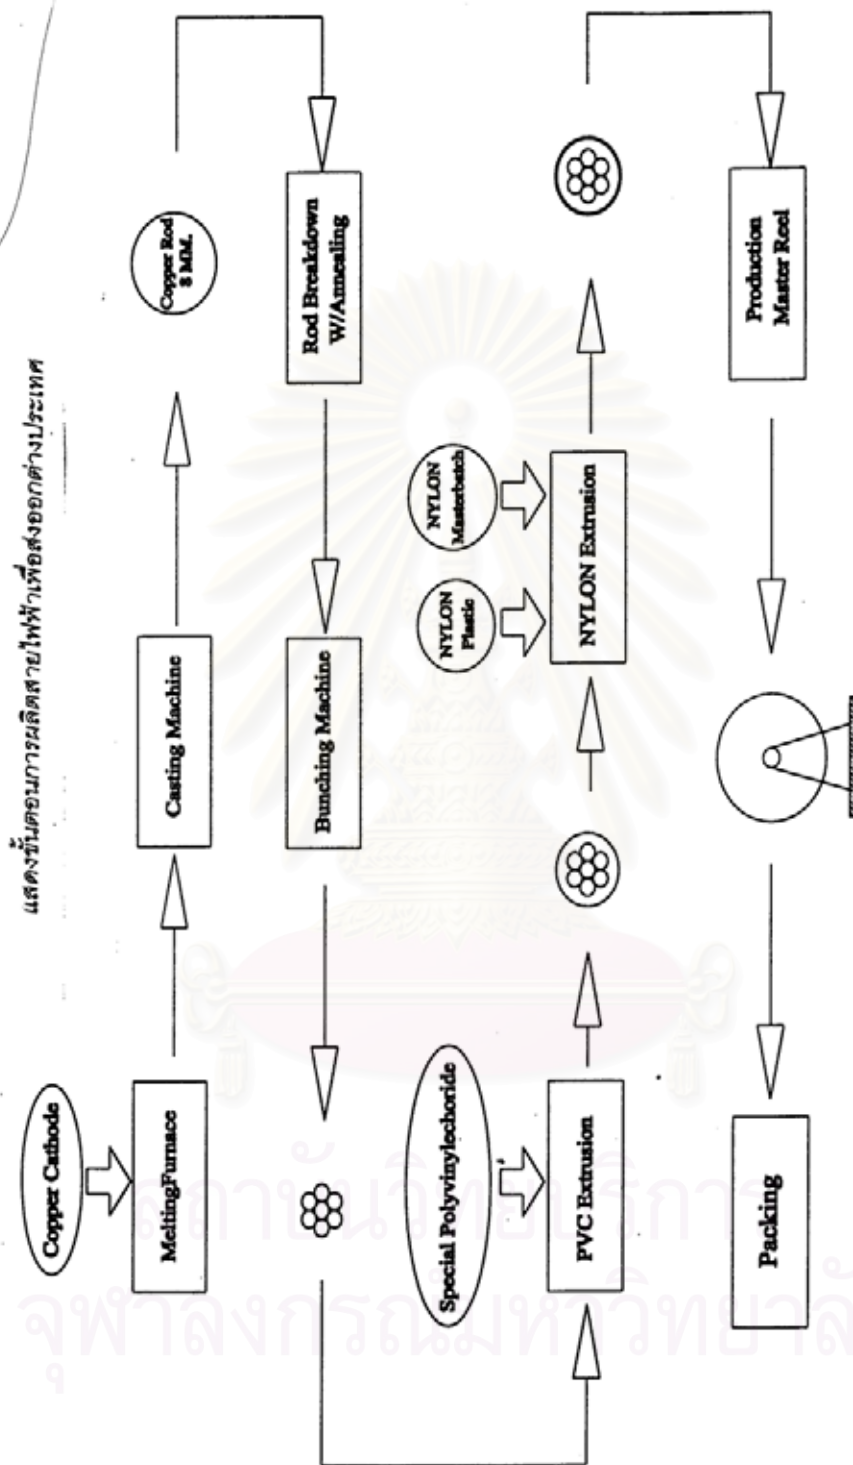 แสดงขั้นตอนการผลิตสายไฟฟ้าเพื่อส่งออกต่างประเทศ
Copper Cathode
MeltingFurnace
Casting Machine
Copper Rod
8 MM.
Rod Breakdown
W/Annealing
Bunching Machine
Special Polyvinylechoride
PVC Extrusion
NYLON
Plastic
NYLON
Masterbatch
NYLON Extrusion
Production
Master Reel
Packing
สถาบันวิทยบริการ
จุฬาลงกรณ์มหาวิทยาลั